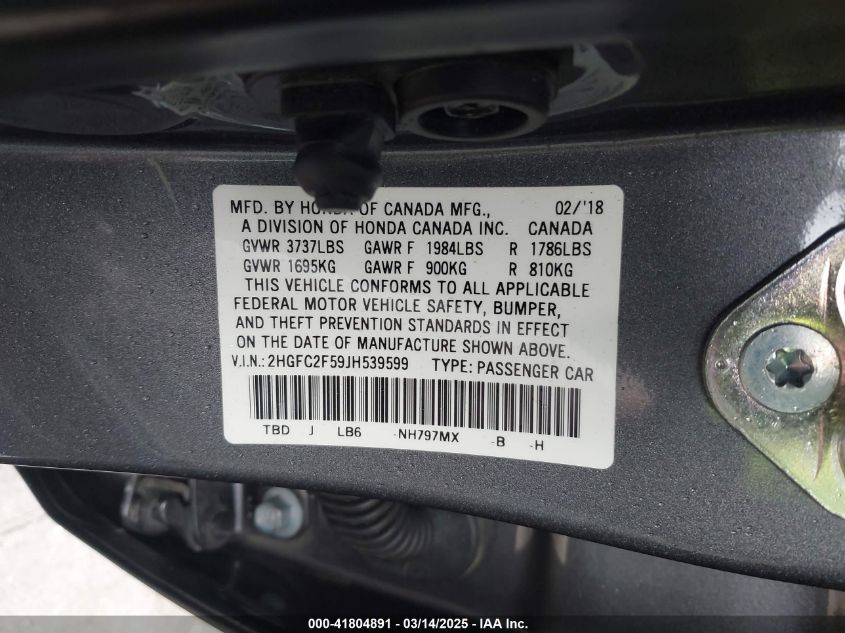 MFD. BY HONDA OF CANADA MFG., 02/'18
A DIVISION OF HONDA CANADA INC. CANADA
GVWR 3737LBS GAWR F 1984LBS R 1786LBS
GVWR 1695KG GAWR F 900KG R 810KG
THIS VEHICLE CONFORMS TO ALL APPLICABLE
FEDERAL MOTOR VEHICLE SAFETY, BUMPER,
AND THEFT PREVENTION STANDARDS IN EFFECT
ON THE DATE OF MANUFACTURE SHOWN ABOVE.
V.I.N.: 2HGFC2F59JH539599 TYPE: PASSENGER CAR
TBD J LB6 -NH797MX -B -H
000-41804891 - 03/14/2025 - IAA Inc.